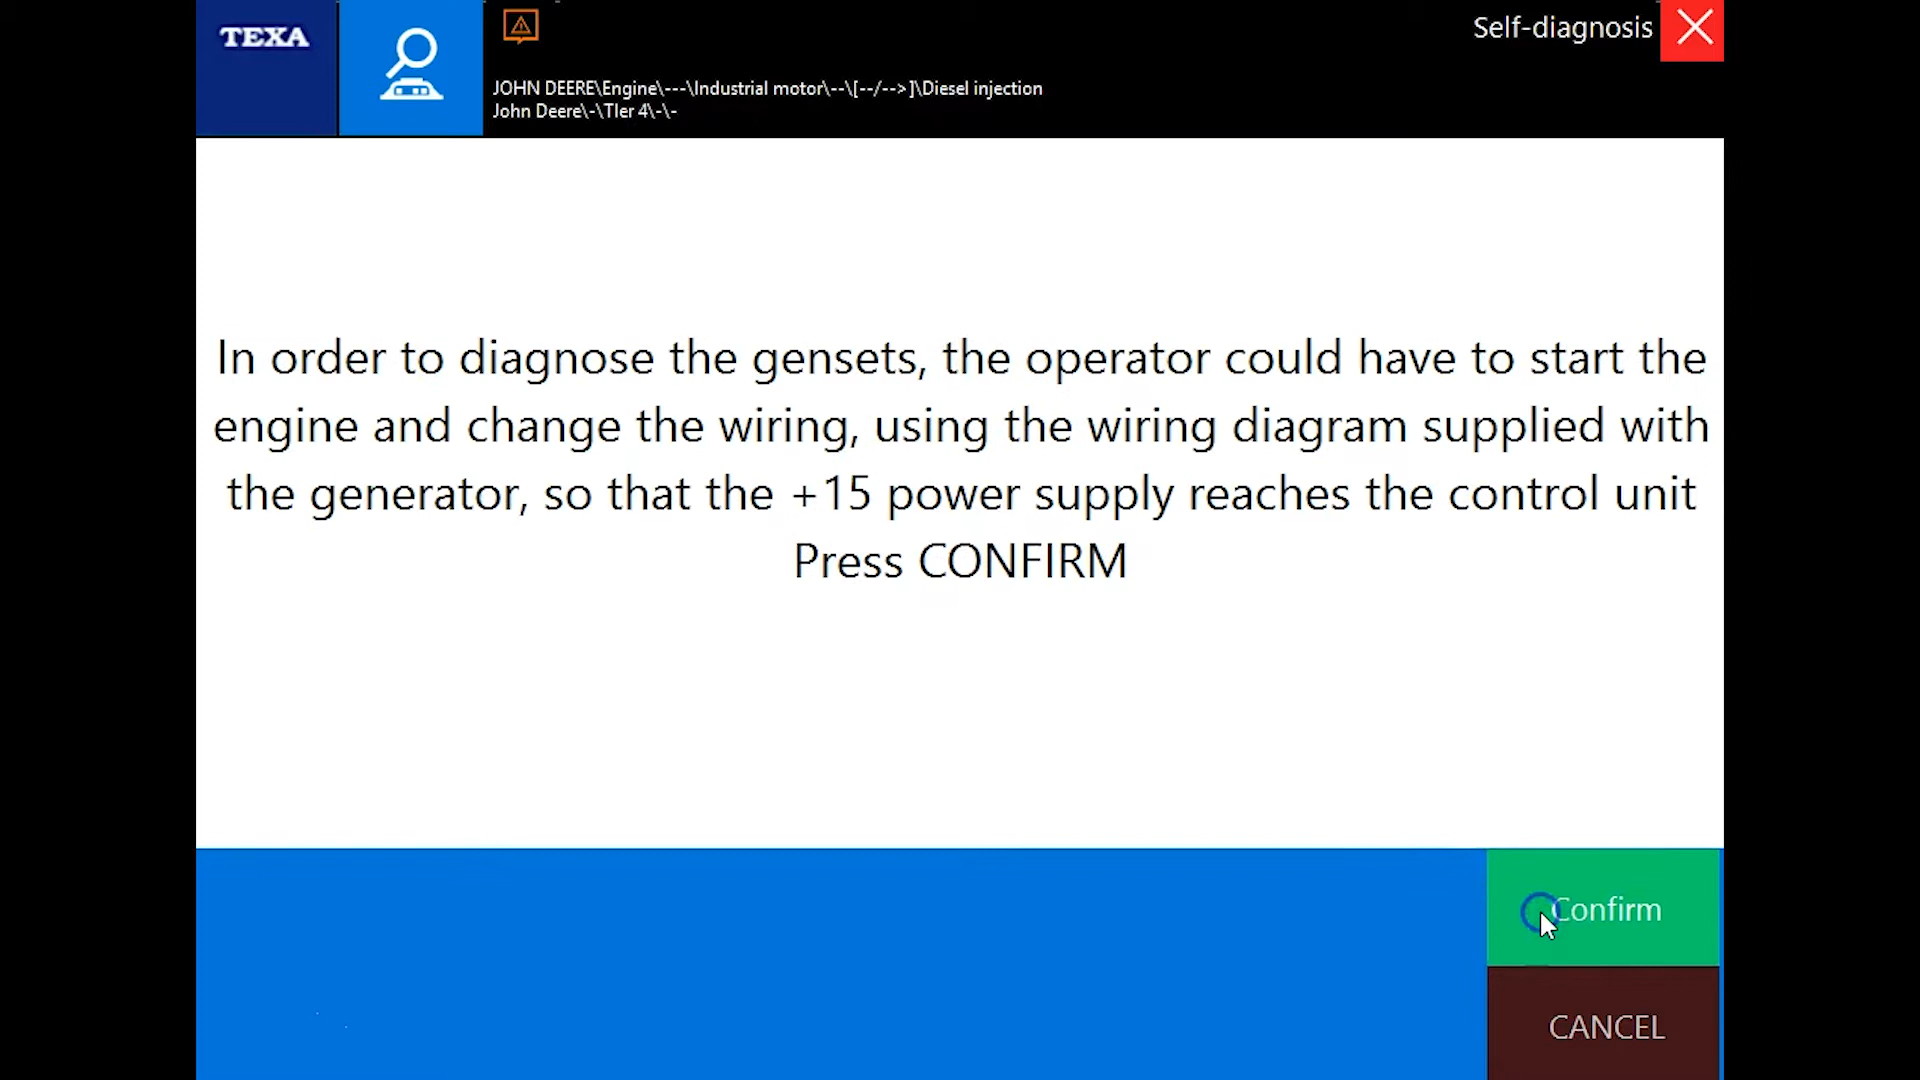 TEXA
Self-diagnosis
JOHN DEERE\Engine\---\Industrial motor\--\[--/-->]\Diesel injection
John Deere\-\TIer 4\-\-
In order to diagnose the gensets, the operator could have to start the
engine and change the wiring, using the wiring diagram supplied with
the generator, so that the +15 power supply reaches the control unit
Press CONFIRM
Confirm
CANCEL